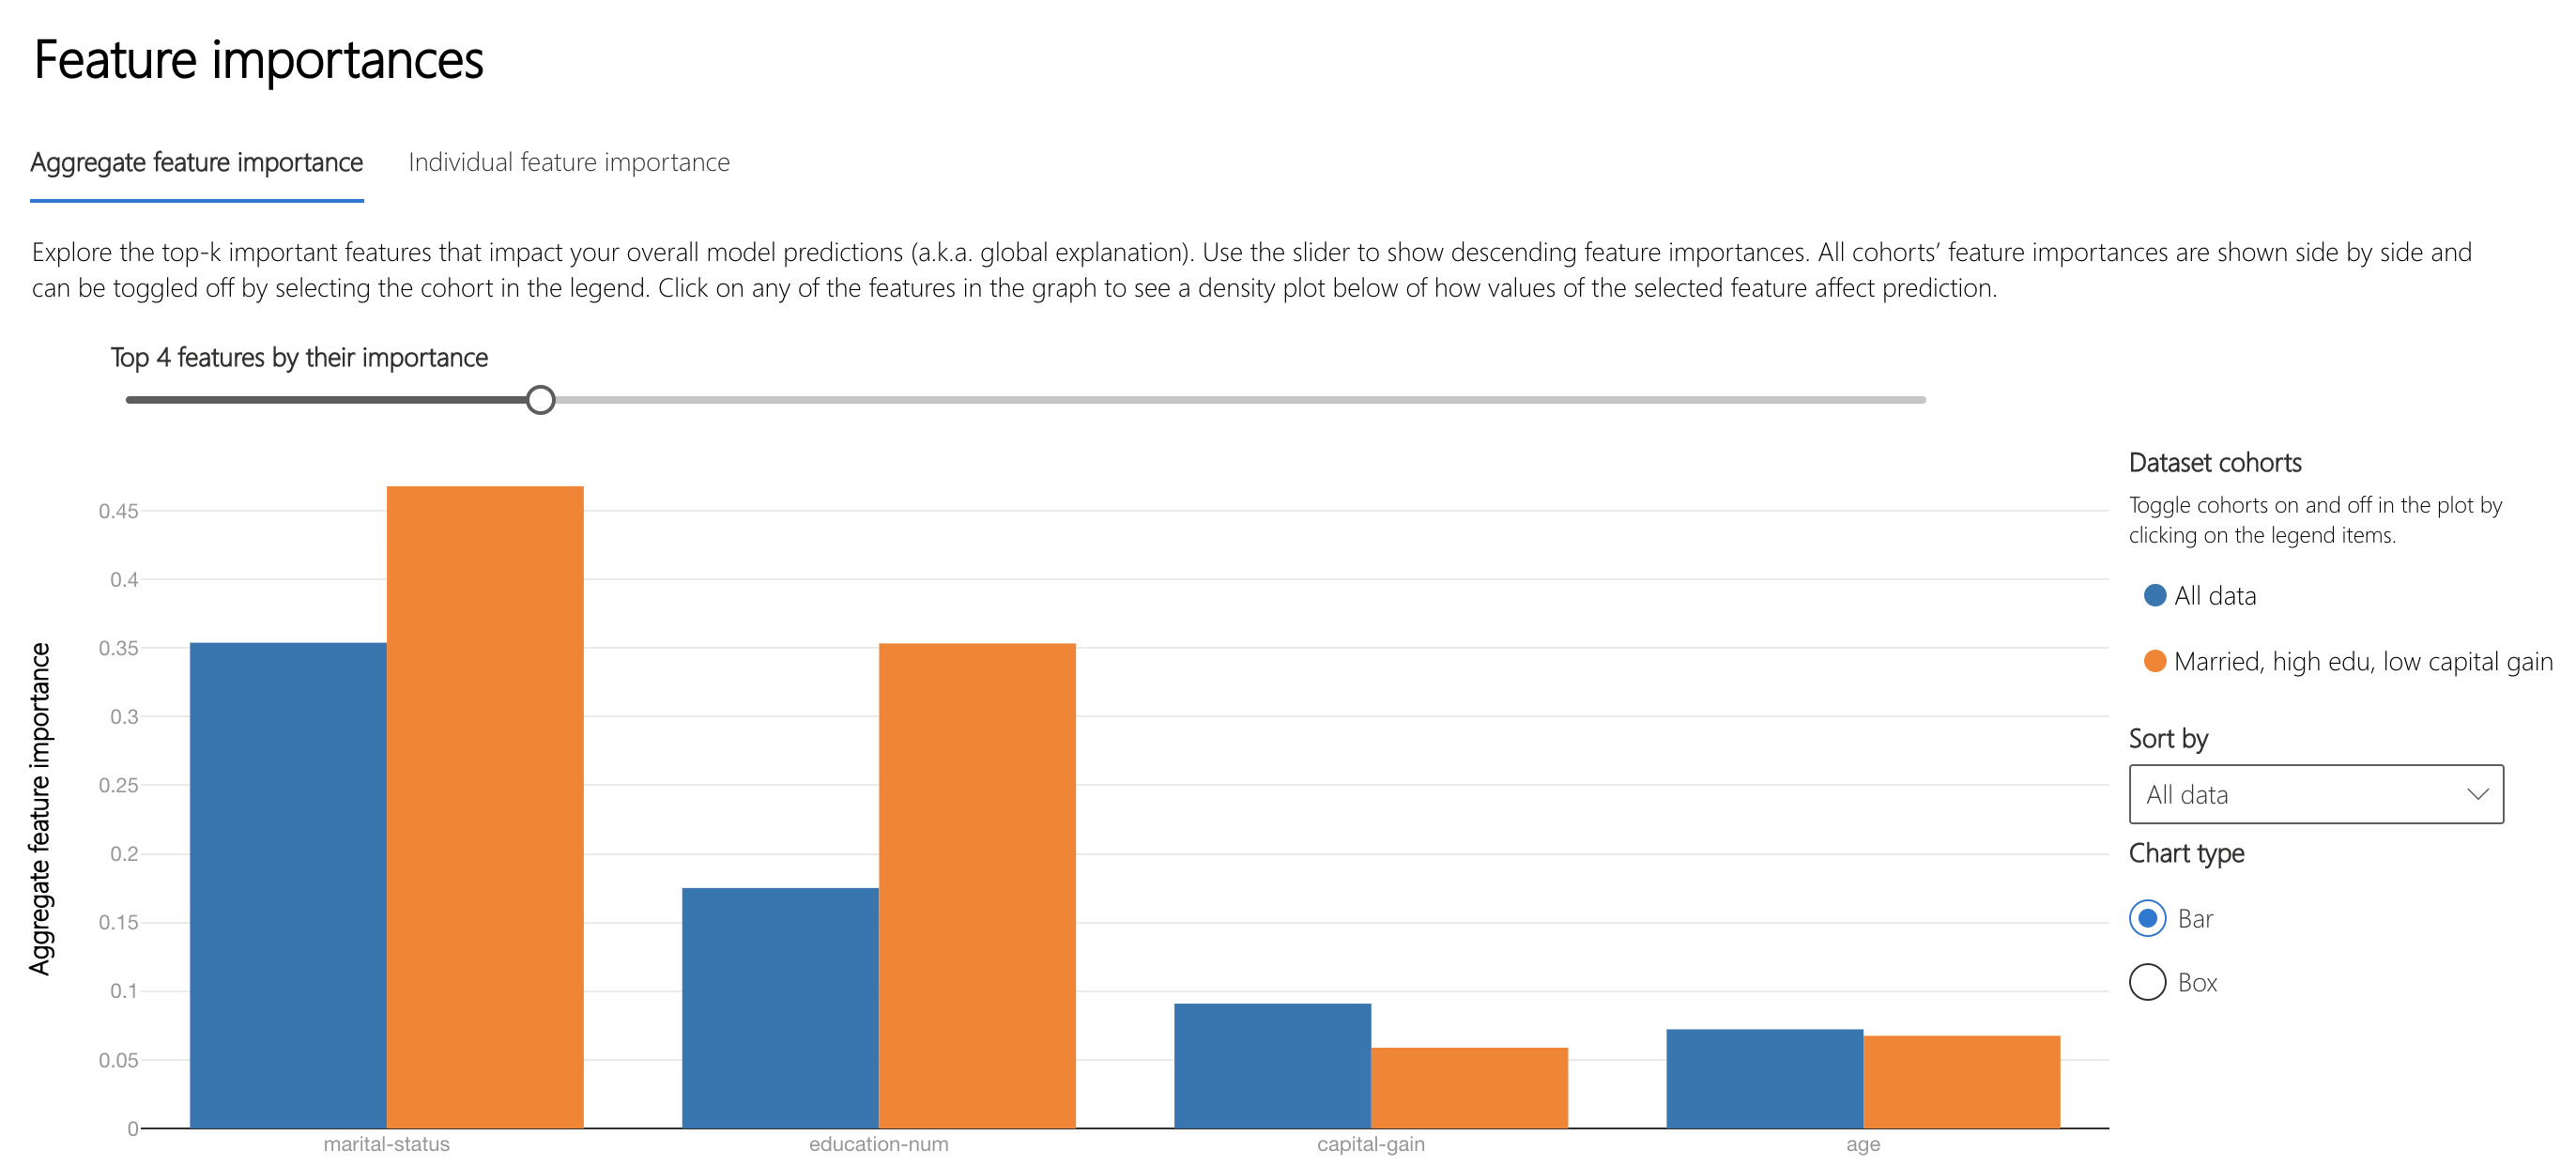 Feature importances
Aggregate feature importance
Individual feature importance
Explore the top-k important features that impact your overall model predictions (a.k.a. global explanation). Use the slider to show descending feature importances. All cohorts’ feature importances are shown side by side and
can be toggled off by selecting the cohort in the legend. Click on any of the features in the graph to see a density plot below of how values of the selected feature affect prediction.
Top 4 features by their importance
Aggregate feature importance
0.45
0.4
0.35
0.3
0.25
0.2
0.15
0.1
0.05
0
marital-status
education-num
capital-gain
age
Dataset cohorts
Toggle cohorts on and off in the plot by
clicking on the legend items.
All data
Married, high edu, low capital gain
Sort by
All data
Chart type
Bar
Box